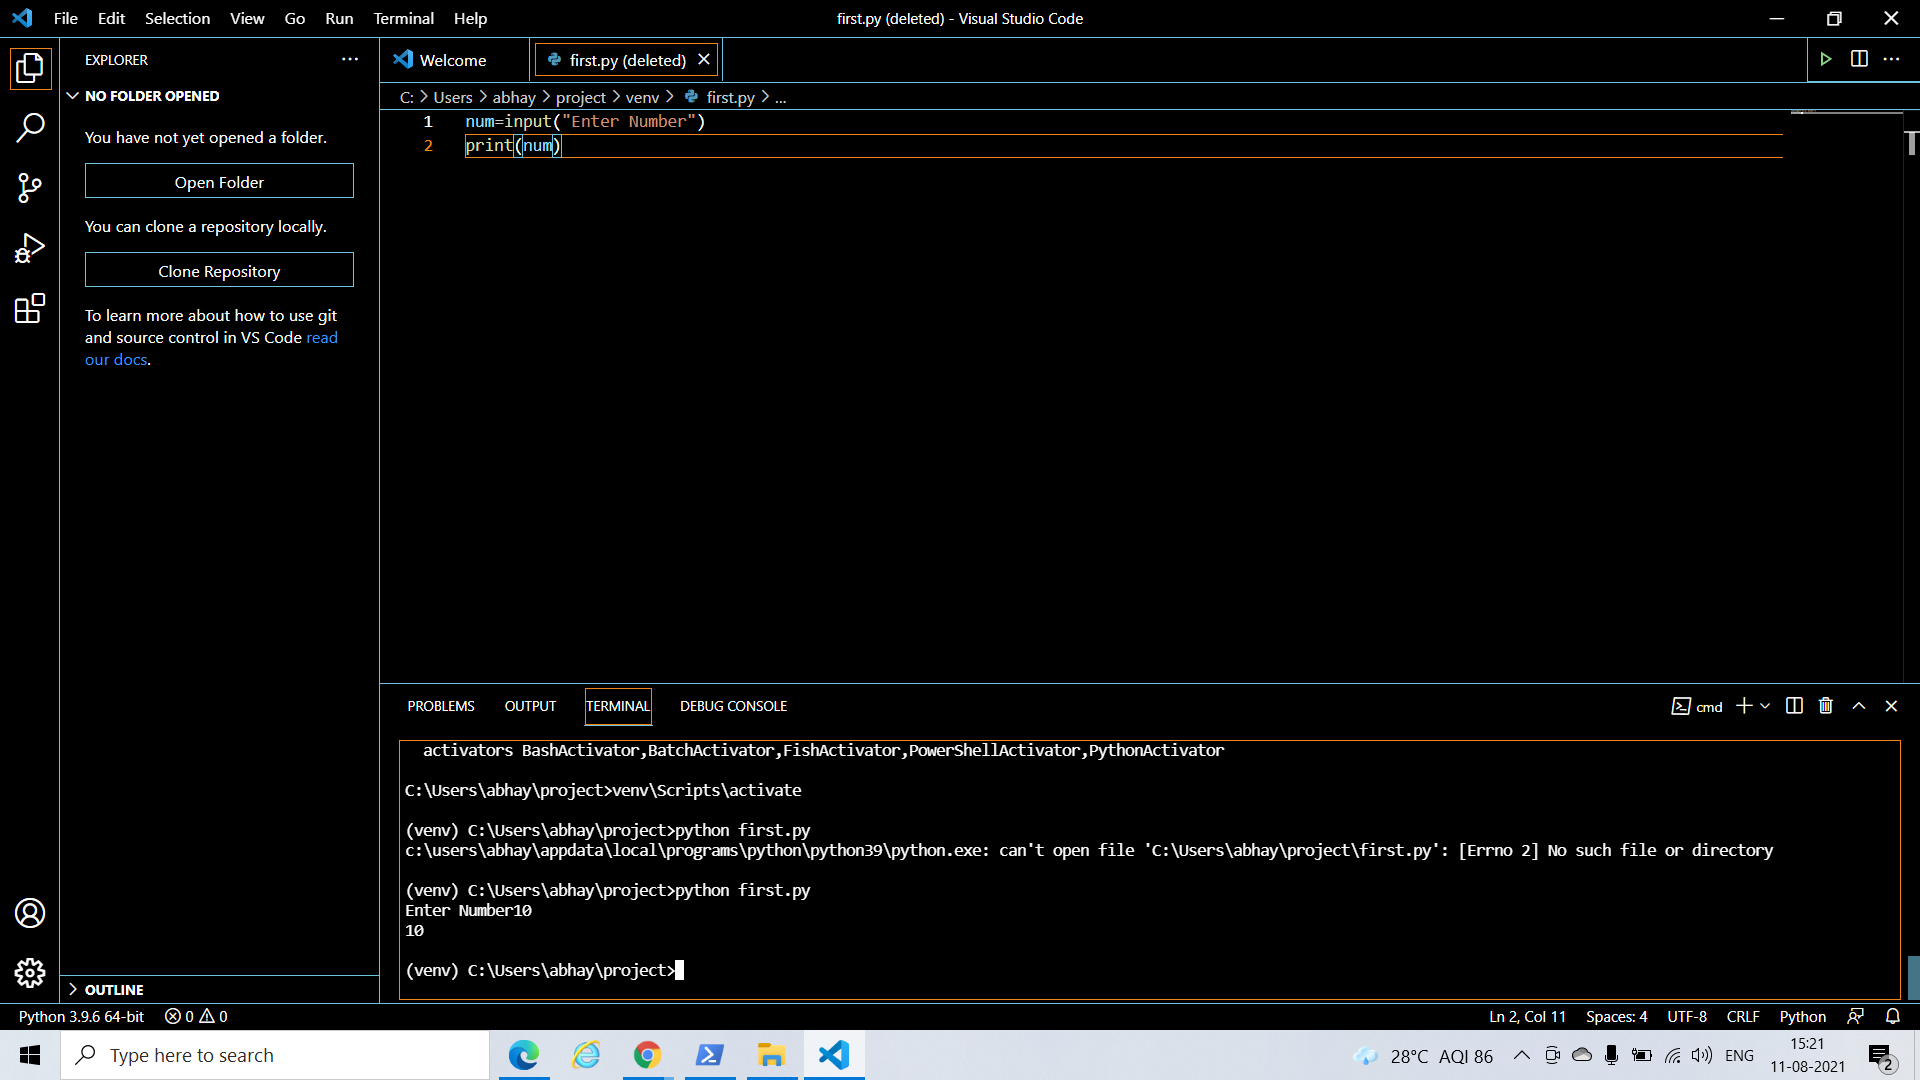 File Edit Selection View Go Run Terminal Help
first.py (deleted) - Visual Studio Code
EXPLORER
NO FOLDER OPENED
You have not yet opened a folder.
Open Folder
You can clone a repository locally.
Clone Repository
To learn more about how to use git
and source control in VS Code read
our docs.
OUTLINE
Welcome
first.py (deleted)
C: > Users > abhay > project > venv > first.py > ...
1 num=input("Enter Number")
2 print(num)
PROBLEMS OUTPUT TERMINAL DEBUG CONSOLE
cmd
activators BashActivator,BatchActivator,FishActivator,PowerShellActivator,PythonActivator
C:\Users\abhay\project>venv\Scripts\activate
(venv) C:\Users\abhay\project>python first.py
c:\users\abhay\appdata\local\programs\python\python39\python.exe: can't open file 'C:\Users\abhay\project\first.py': [Errno 2] No such file or directory
(venv) C:\Users\abhay\project>python first.py
Enter Number10
10
(venv) C:\Users\abhay\project>
Python 3.9.6 64-bit 0 0
Ln 2, Col 11 Spaces: 4 UTF-8 CRLF Python
Type here to search
28°C AQI 86
ENG
15:21
11-08-2021
2